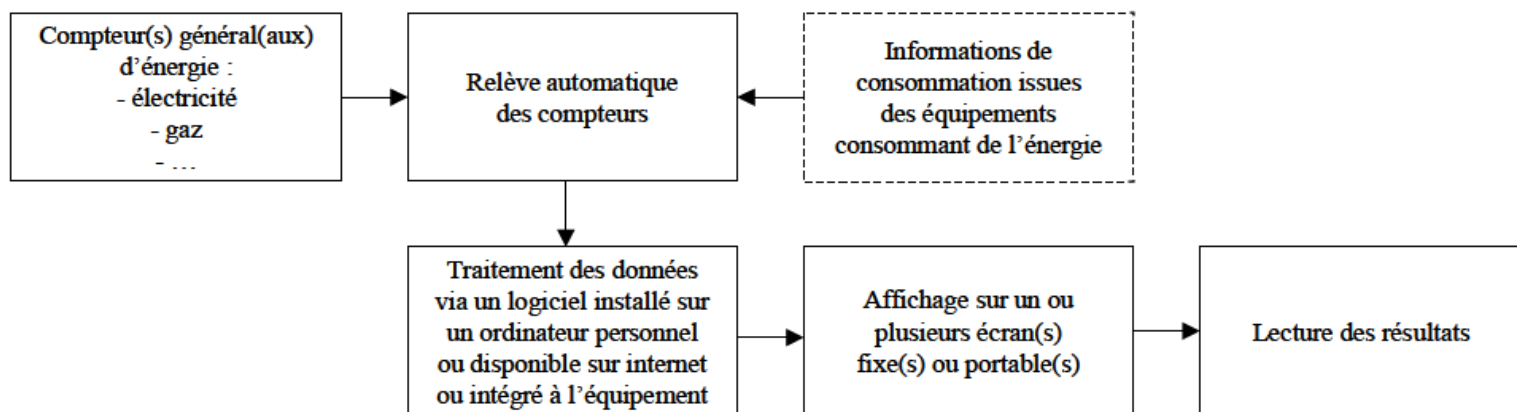 Compteur(s) général(aux)
d’énergie :
- électricité
- gaz
- …
Relève automatique
des compteurs
Informations de
consommation issues
des équipements
consommant de l’énergie
Traitement des données
via un logiciel installé sur
un ordinateur personnel
ou disponible sur internet
ou intégré à l’équipement
Affichage sur un ou
plusieurs écran(s)
fixe(s) ou portable(s)
Lecture des résultats